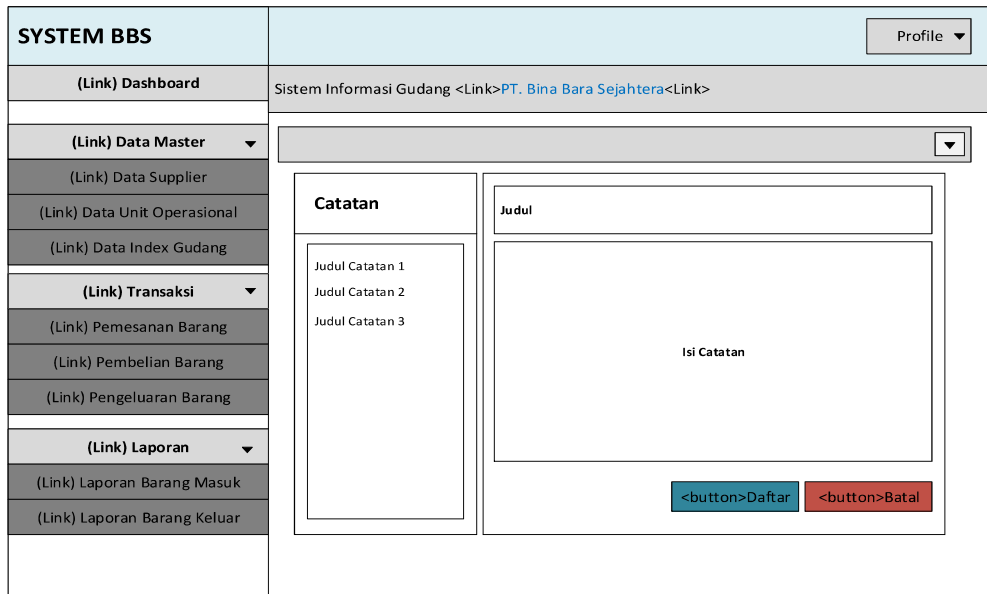 SYSTEM BBS
Profile
(Link) Dashboard
Sistem Informasi Gudang <Link>PT. Bina Bara Sejahtera<Link>
(Link) Data Master
(Link) Data Supplier
(Link) Data Unit Operasional
(Link) Data Index Gudang
(Link) Transaksi
(Link) Pemesanan Barang
(Link) Pembelian Barang
(Link) Pengeluaran Barang
(Link) Laporan
(Link) Laporan Barang Masuk
(Link) Laporan Barang Keluar
Catatan
Judul Catatan 1
Judul Catatan 2
Judul Catatan 3
Judul
Isi Catatan
<button>Daftar
<button>Batal